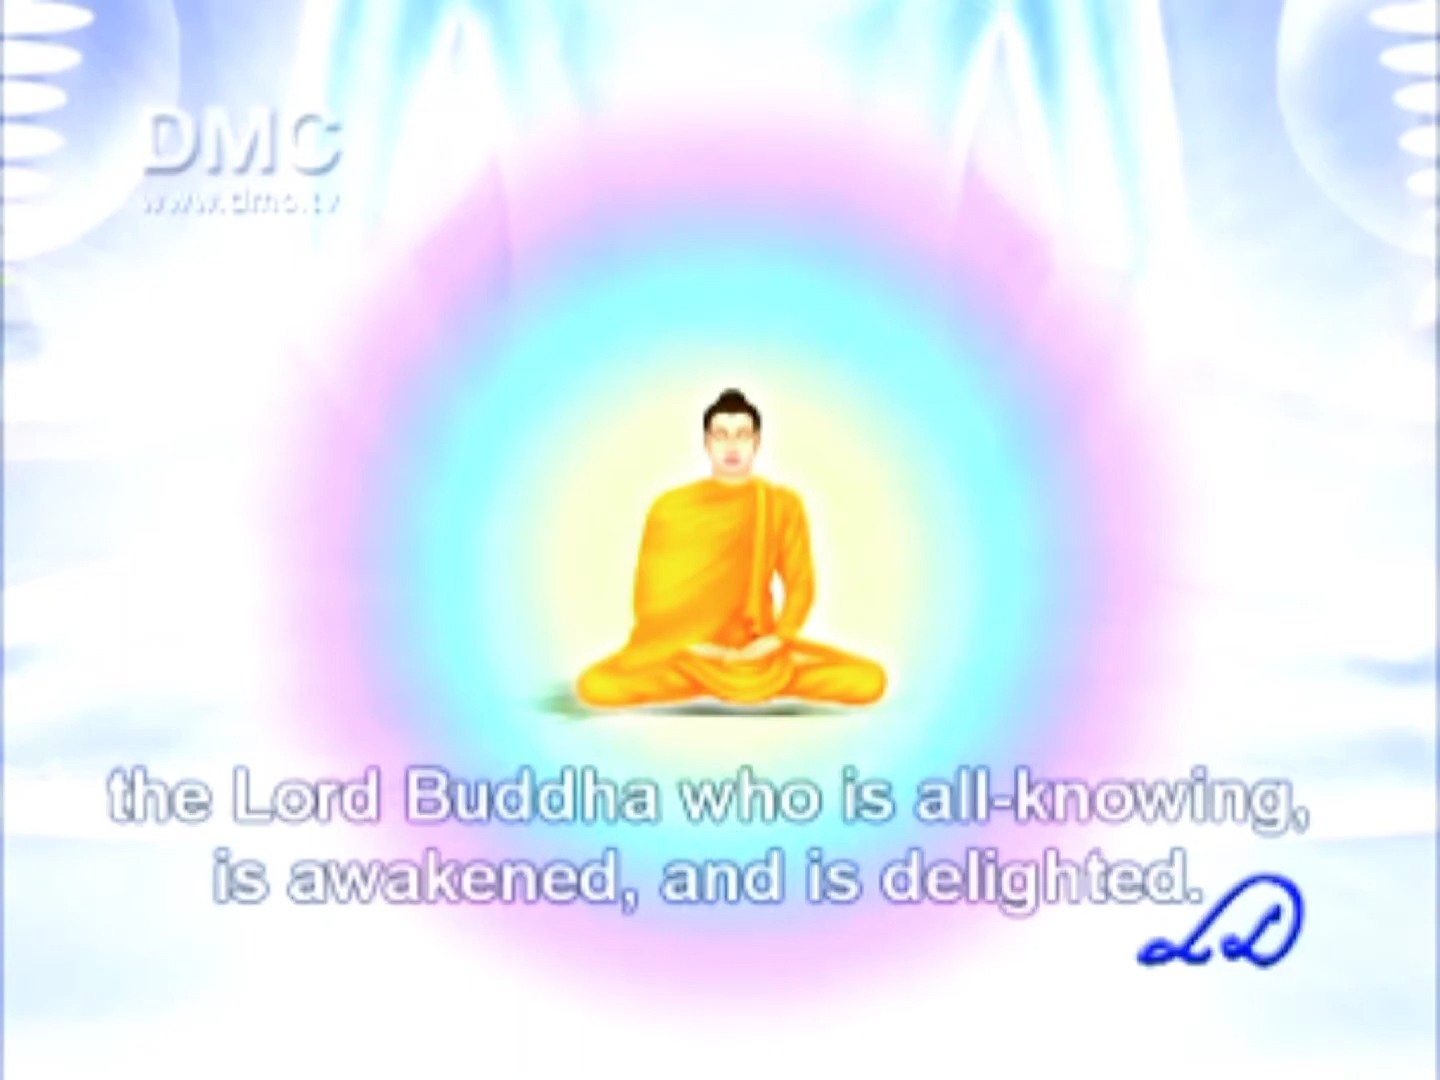 DMC
www.dmc.tv
the Lord Buddha who is all-knowing,
is awakened, and is delighted.